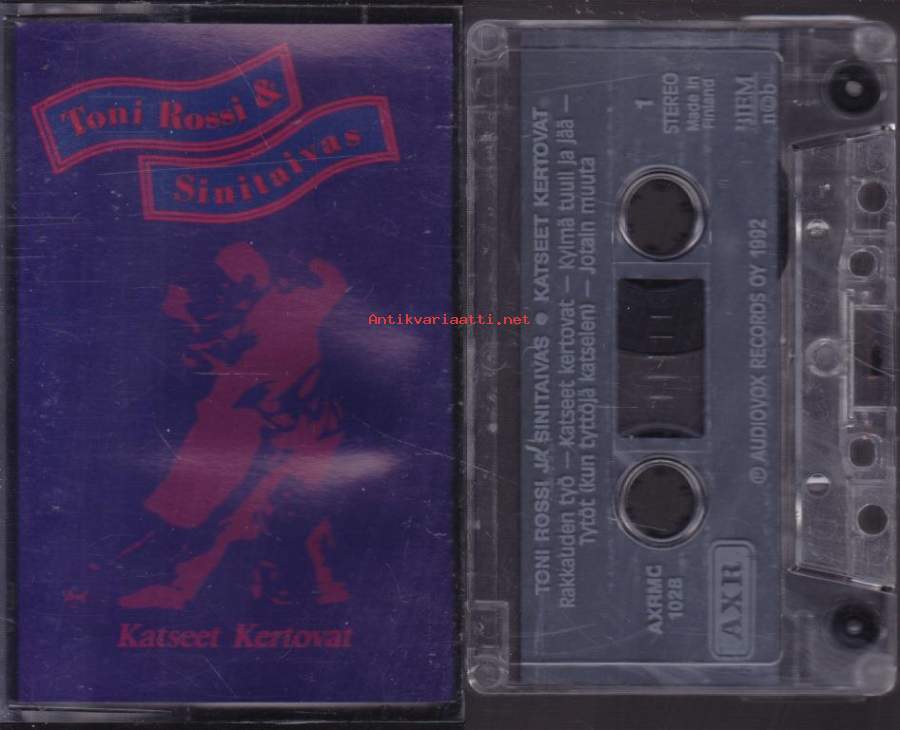 Toni Rossi &
Sinitaivas
Katseet Kertovat
Antikvariaatti.net
TONI ROSSI JA SINITAIVAS ● KATSEET KERTOVAT
Rakkauden työ – Katseet kertovat – Kylmä tuuli ja jää –
Tytöt (kun tyttöjä katselen) – Jotain muuta
1
STEREO
Made in
Finland
n©b
AXRMC
1028
AXR
℗ AUDIOVOX RECORDS OY 1992